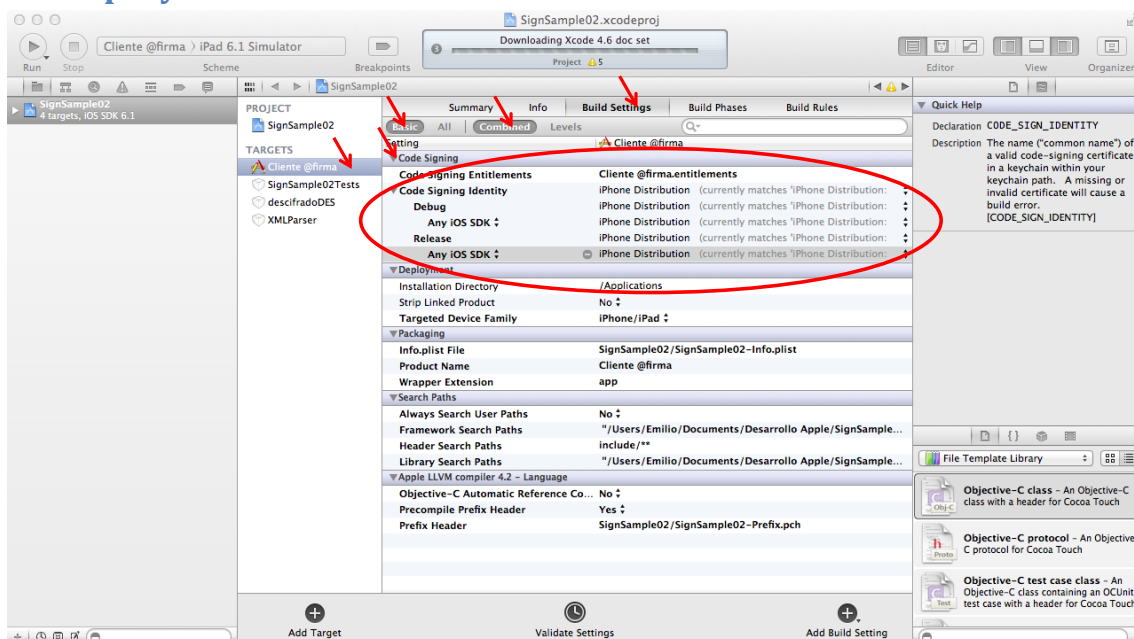 SignSample02.xcodeproj
Cliente @firma ⟩ iPad 6.1 Simulator
3
Downloading Xcode 4.6 doc set
Project 5
Run Stop Scheme Breakpoints Editor View Organizer
SignSample02
SignSample02
4 targets, iOS SDK 6.1
PROJECT
SignSample02
TARGETS
Cliente @firma
SignSample02Tests
descifradoDES
XMLParser
Summary Info Build Settings Build Phases Build Rules
Basic All Combined Levels
Setting Cliente @firma
Code Signing
Code Signing Entitlements Cliente @firma.entitlements
Code Signing Identity iPhone Distribution (currently matches 'iPhone Distribution:
Debug iPhone Distribution (currently matches 'iPhone Distribution:
Any iOS SDK iPhone Distribution (currently matches 'iPhone Distribution:
Release iPhone Distribution (currently matches 'iPhone Distribution:
Any iOS SDK iPhone Distribution (currently matches 'iPhone Distribution:
Deployment
Installation Directory /Applications
Strip Linked Product No
Targeted Device Family iPhone/iPad
Packaging
Info.plist File SignSample02/SignSample02-Info.plist
Product Name Cliente @firma
Wrapper Extension app
Search Paths
Always Search User Paths No
Framework Search Paths "/Users/Emilio/Documents/Desarrollo Apple/SignSample...
Header Search Paths include/**
Library Search Paths "/Users/Emilio/Documents/Desarrollo Apple/SignSample...
Apple LLVM compiler 4.2 - Language
Objective-C Automatic Reference Co... No
Precompile Prefix Header Yes
Prefix Header SignSample02/SignSample02-Prefix.pch
Add Target Validate Settings Add Build Setting
Quick Help
Declaration CODE_SIGN_IDENTITY
Description The name ("common name") of
a valid code-signing certificate
in a keychain within your
keychain path. A missing or
invalid certificate will cause a
build error.
[CODE_SIGN_IDENTITY]
{}
File Template Library
Obj-C
Objective-C class - An Objective-C
class with a header for Cocoa Touch
h
Proto
Objective-C protocol - An Objective
C protocol for Cocoa Touch
Test
Objective-C test case class - An
Objective-C class containing an OCUnit
test case with a header for Cocoa Touch